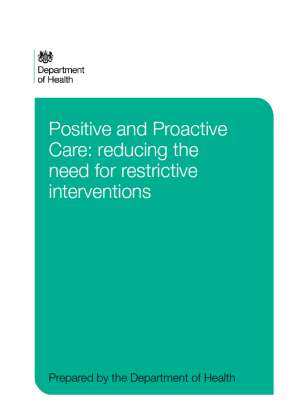 Department
of Health
Positive and Proactive
Care: reducing the
need for restrictive
interventions
Prepared by the Department of Health